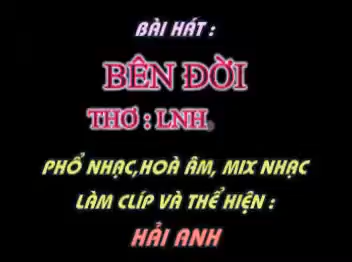 BÀI HÁT :
BÊN ĐỜI
THƠ : LNH.
PHỔ NHẠC,HOÀ ÂM, MIX NHẠC
LÀM CLÍP VÀ THỂ HIỆN :
HẢI ANH